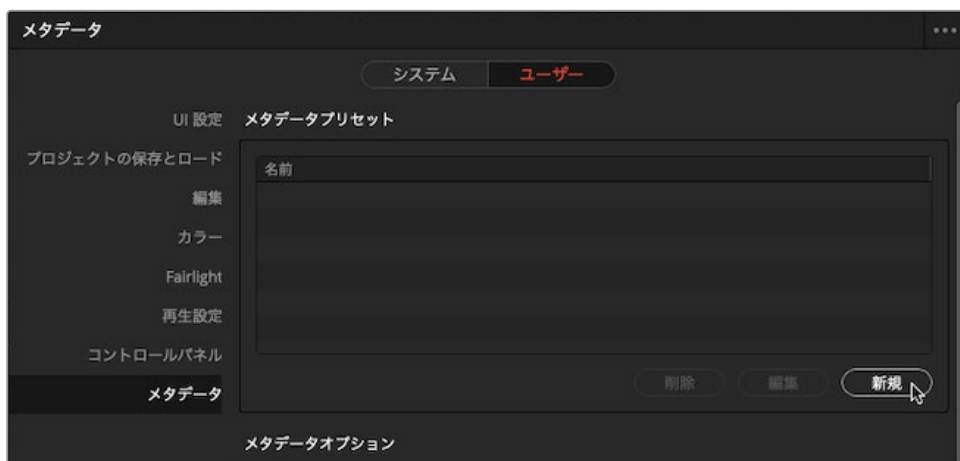 メタデータ
システム ユーザー
UI 設定 メタデータプリセット
プロジェクトの保存とロード
名前
編集
カラー
Fairlight
再生設定
コントロールパネル
削除 編集 新規
メタデータ
メタデータオプション